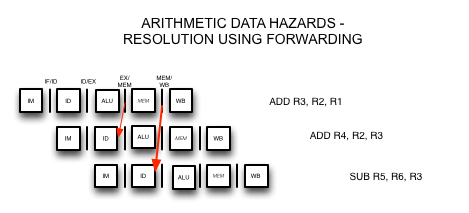 ARITHMETIC DATA HAZARDS -
RESOLUTION USING FORWARDING
IF/ID ID/EX EX/ MEM/
MEM WB
IM ID ALU MEM WB ADD R3, R2, R1
IM ID ALU MEM WB ADD R4, R2, R3
IM ID ALU MEM WB SUB R5, R6, R3